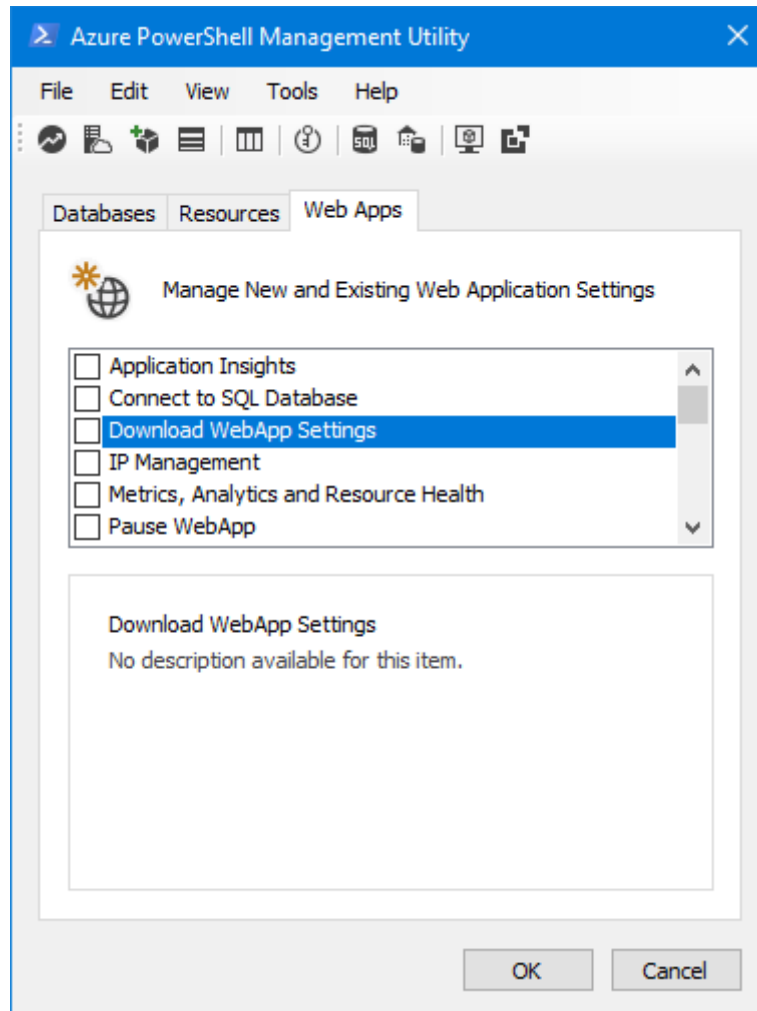 Azure PowerShell Management Utility
File Edit View Tools Help
SQL
Databases Resources Web Apps
Manage New and Existing Web Application Settings
Application Insights
Connect to SQL Database
Download WebApp Settings
IP Management
Metrics, Analytics and Resource Health
Pause WebApp
Download WebApp Settings
No description available for this item.
OK Cancel